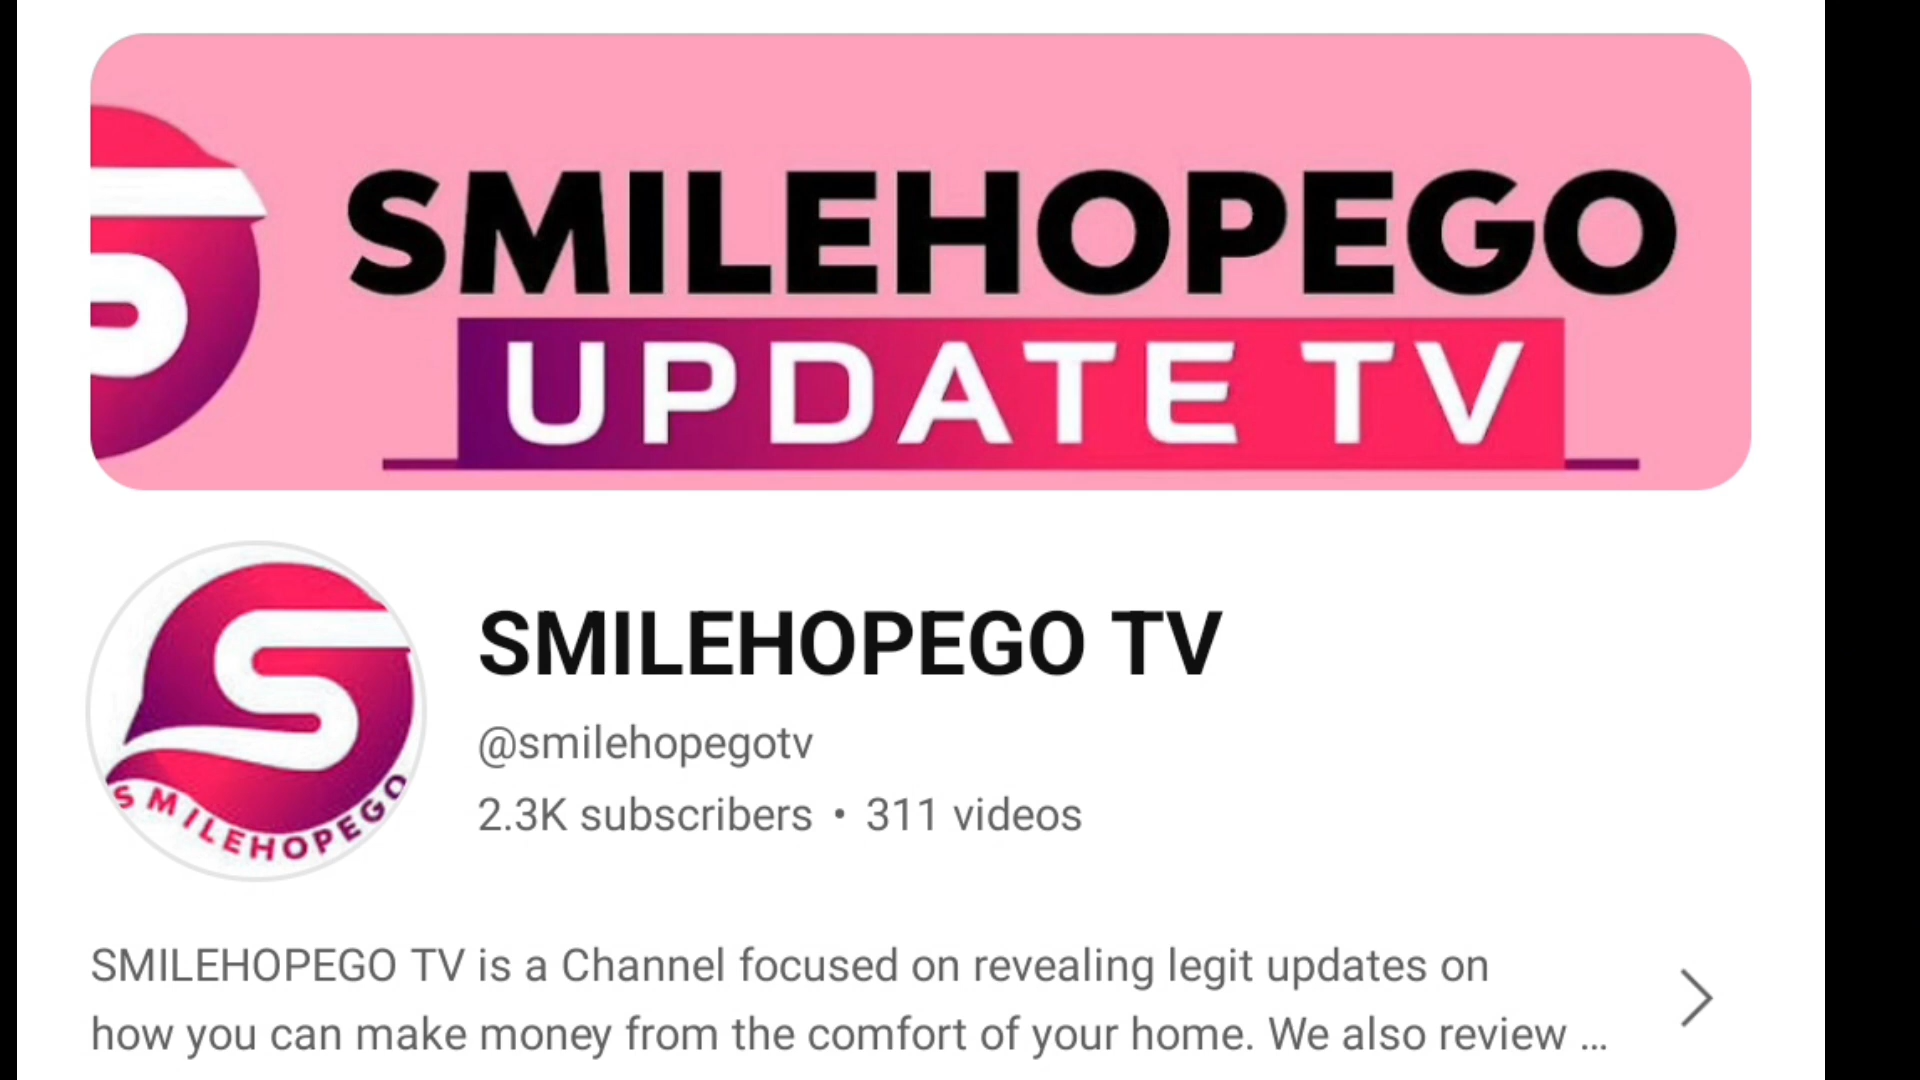 SMILEHOPEGO
UPDATE TV
SMILEHOPEGO
SMILEHOPEGO TV
@smilehopegotv
2.3K subscribers • 311 videos
SMILEHOPEGO TV is a Channel focused on revealing legit updates on
how you can make money from the comfort of your home. We also review ...